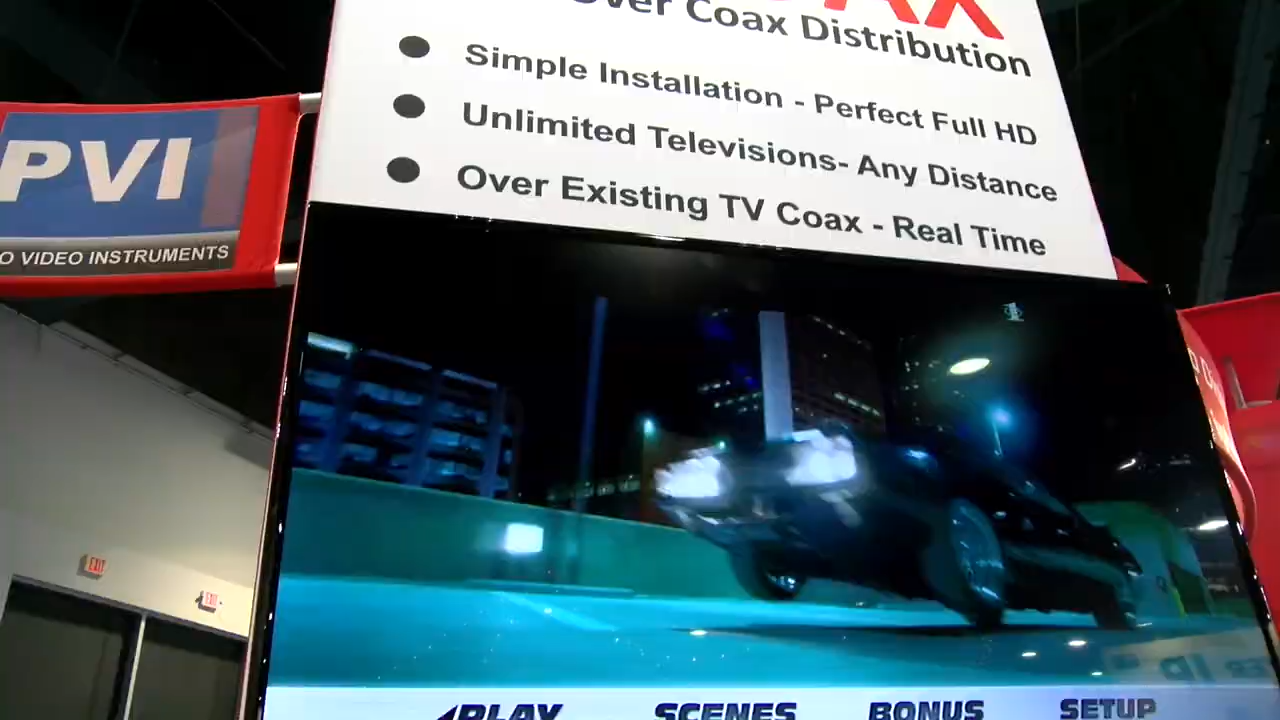 Over Coax Distribution
Simple Installation - Perfect Full HD
Unlimited Televisions- Any Distance
Over Existing TV Coax - Real Time
PVI
O VIDEO INSTRUMENTS
EXIT
EXIT
PLAY SCENES BONUS SETUP